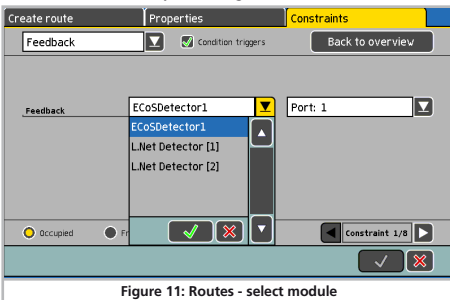 Create route Properties Constraints
Feedback Condition triggers Back to overview
Feedback ECoSDetector1 Port: 1
ECoSDetector1
L.Net Detector [1]
L.Net Detector [2]
Occupied Fr Constraint 1/8
Figure 11: Routes - select module